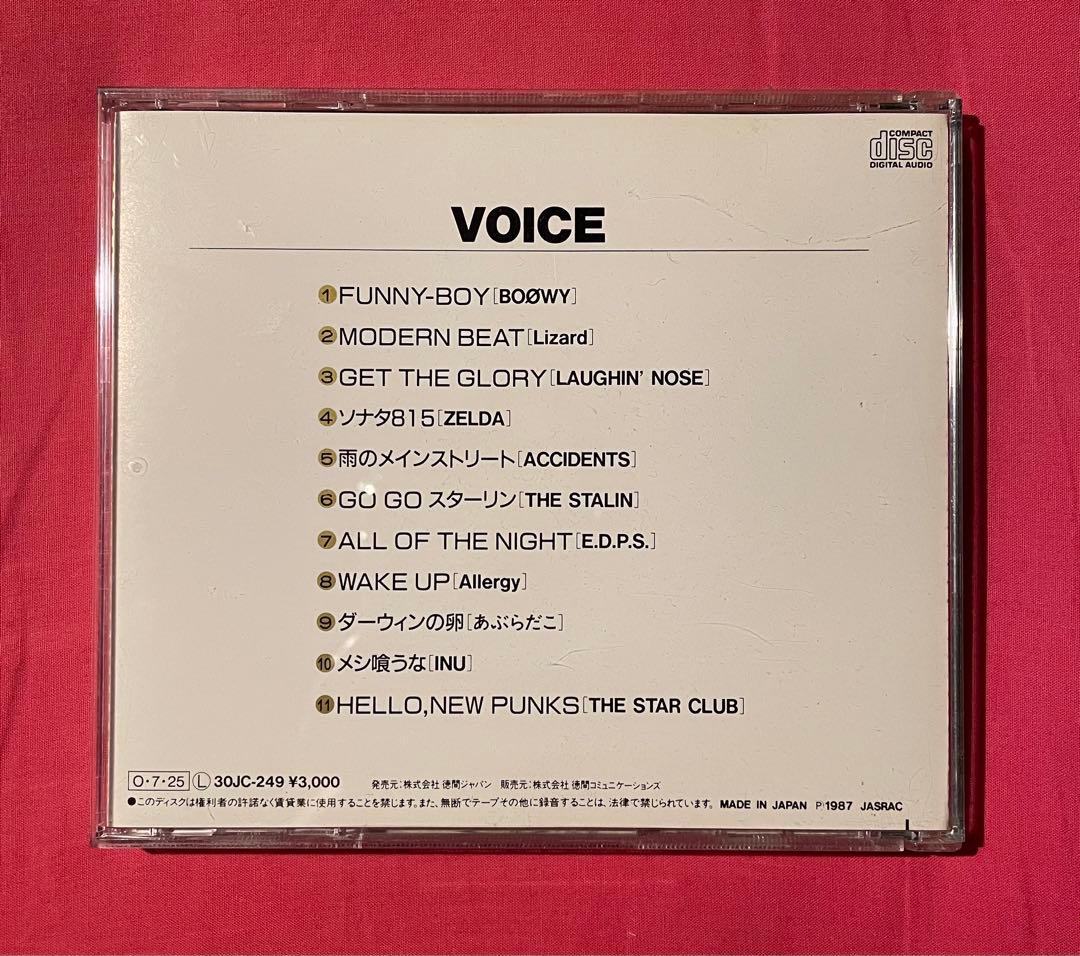 COMPACT
disc
DIGITAL AUDIO
VOICE
1 FUNNY-BOY[BOØWY]
2 MODERN BEAT[Lizard]
3 GET THE GLORY[LAUGHIN' NOSE]
4 ソナタ815[ZELDA]
5 雨のメインストリート[ACCIDENTS]
6 GO GO スターリン[THE STALIN]
7 ALL OF THE NIGHT[E.D.P.S.]
8 WAKE UP[Allergy]
9 ダーウィンの卵[あぶらだこ]
10 メシ喰うな[INU]
11 HELLO,NEW PUNKS[THE STAR CLUB]
O・7・25 Ⓛ 30JC-249 ¥3,000 発売元:株式会社 徳間ジャパン 販売元:株式会社 徳間コミュニケーションズ
●このディスクは権利者の許諾なく賃貸業に使用することを禁じます。また、無断でテープその他に録音することは、法律で禁じられています。 MADE IN JAPAN Ⓟ1987 JASRAC